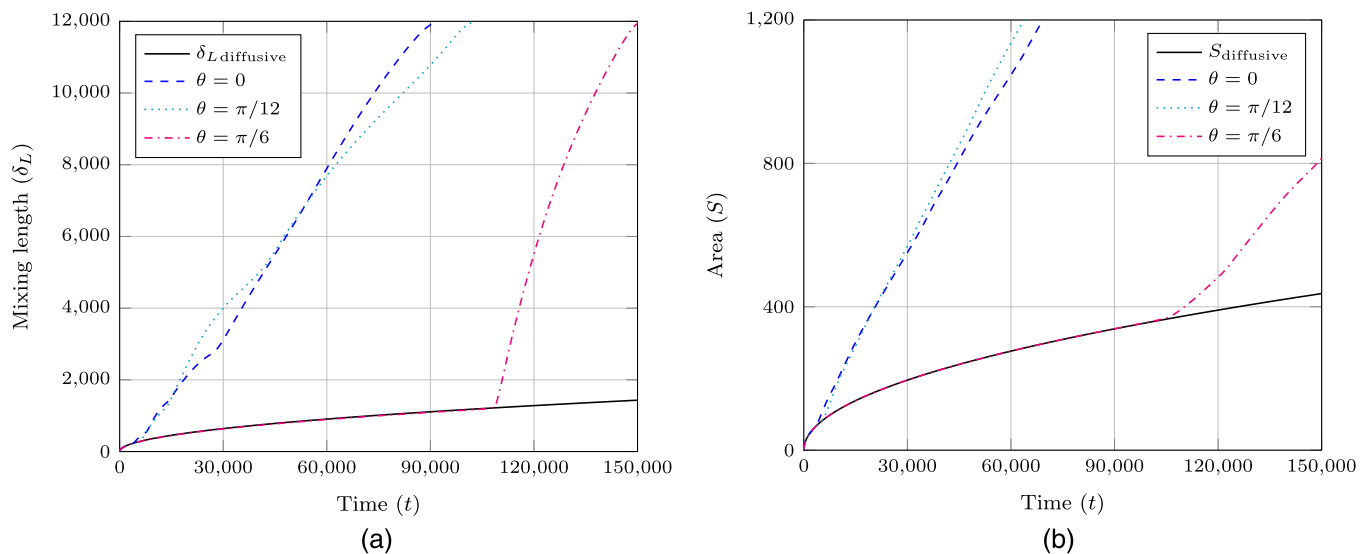 12,000
10,000
8,000
6,000
4,000
2,000
0
Mixing length (δL)
δL diffusive
θ = 0
θ = π/12
θ = π/6
0 30,000 60,000 90,000 120,000 150,000
Time (t)
(a)
1,200
800
400
0
Area (S)
Sdiffusive
θ = 0
θ = π/12
θ = π/6
0 30,000 60,000 90,000 120,000 150,000
Time (t)
(b)